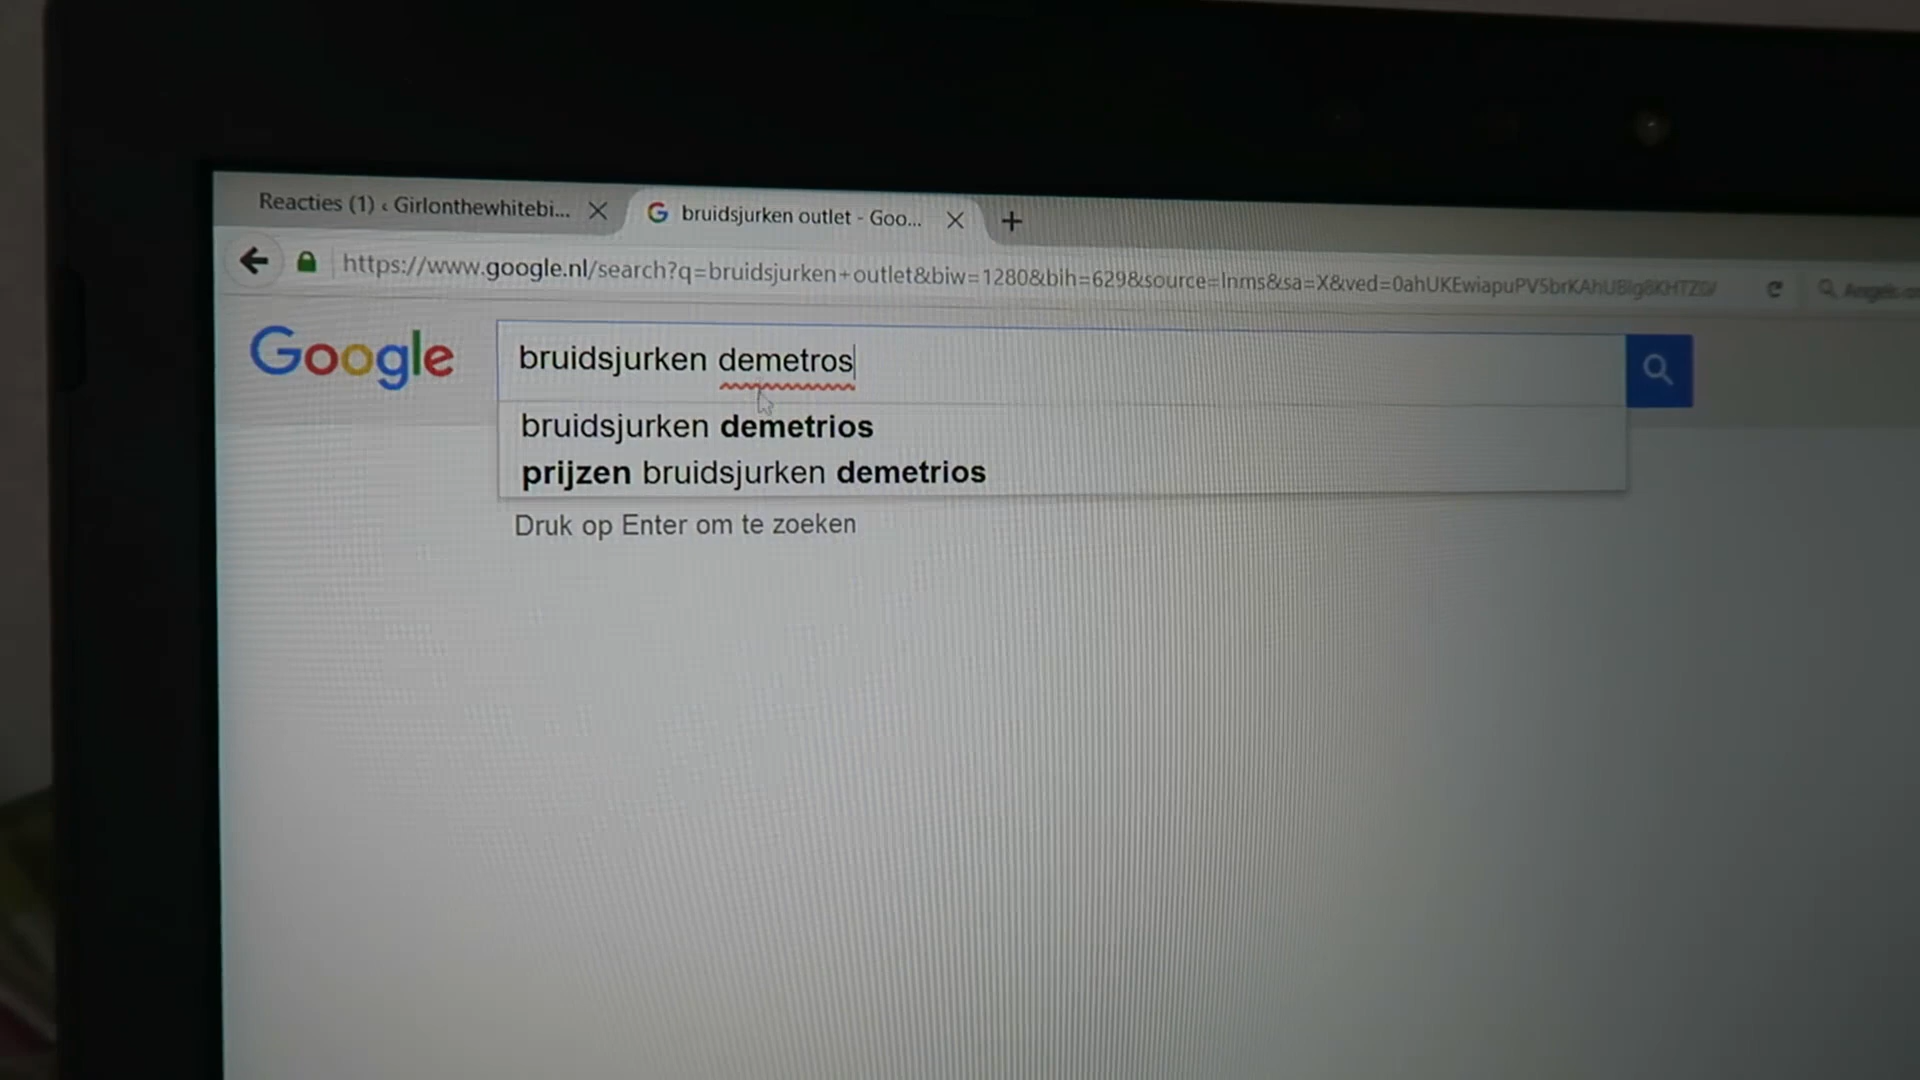 Reacties (1) ‹ Girlonthewhitebi...
bruidsjurken outlet - Goo...
https://www.google.nl/search?q=bruidsjurken+outlet&biw=1280&bih=629&source=lnms&sa=X&ved=
Google
bruidsjurken demetros
bruidsjurken demetrios
prijzen bruidsjurken demetrios
Druk op Enter om te zoeken